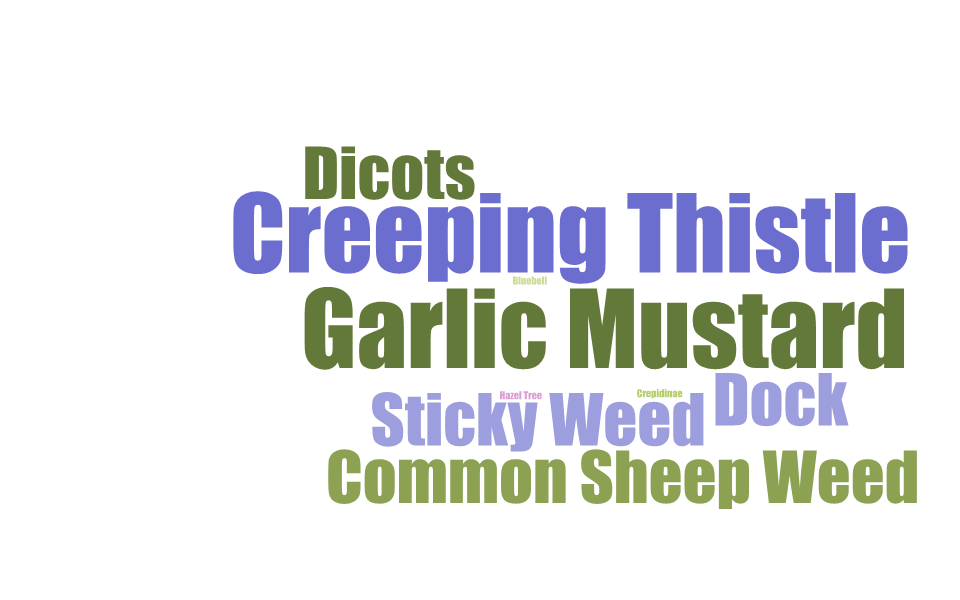 Dicots
Creeping Thistle
Bluebell
Garlic Mustard
Dock
Hazel Tree
Crepidinae
Sticky Weed
Common Sheep Weed